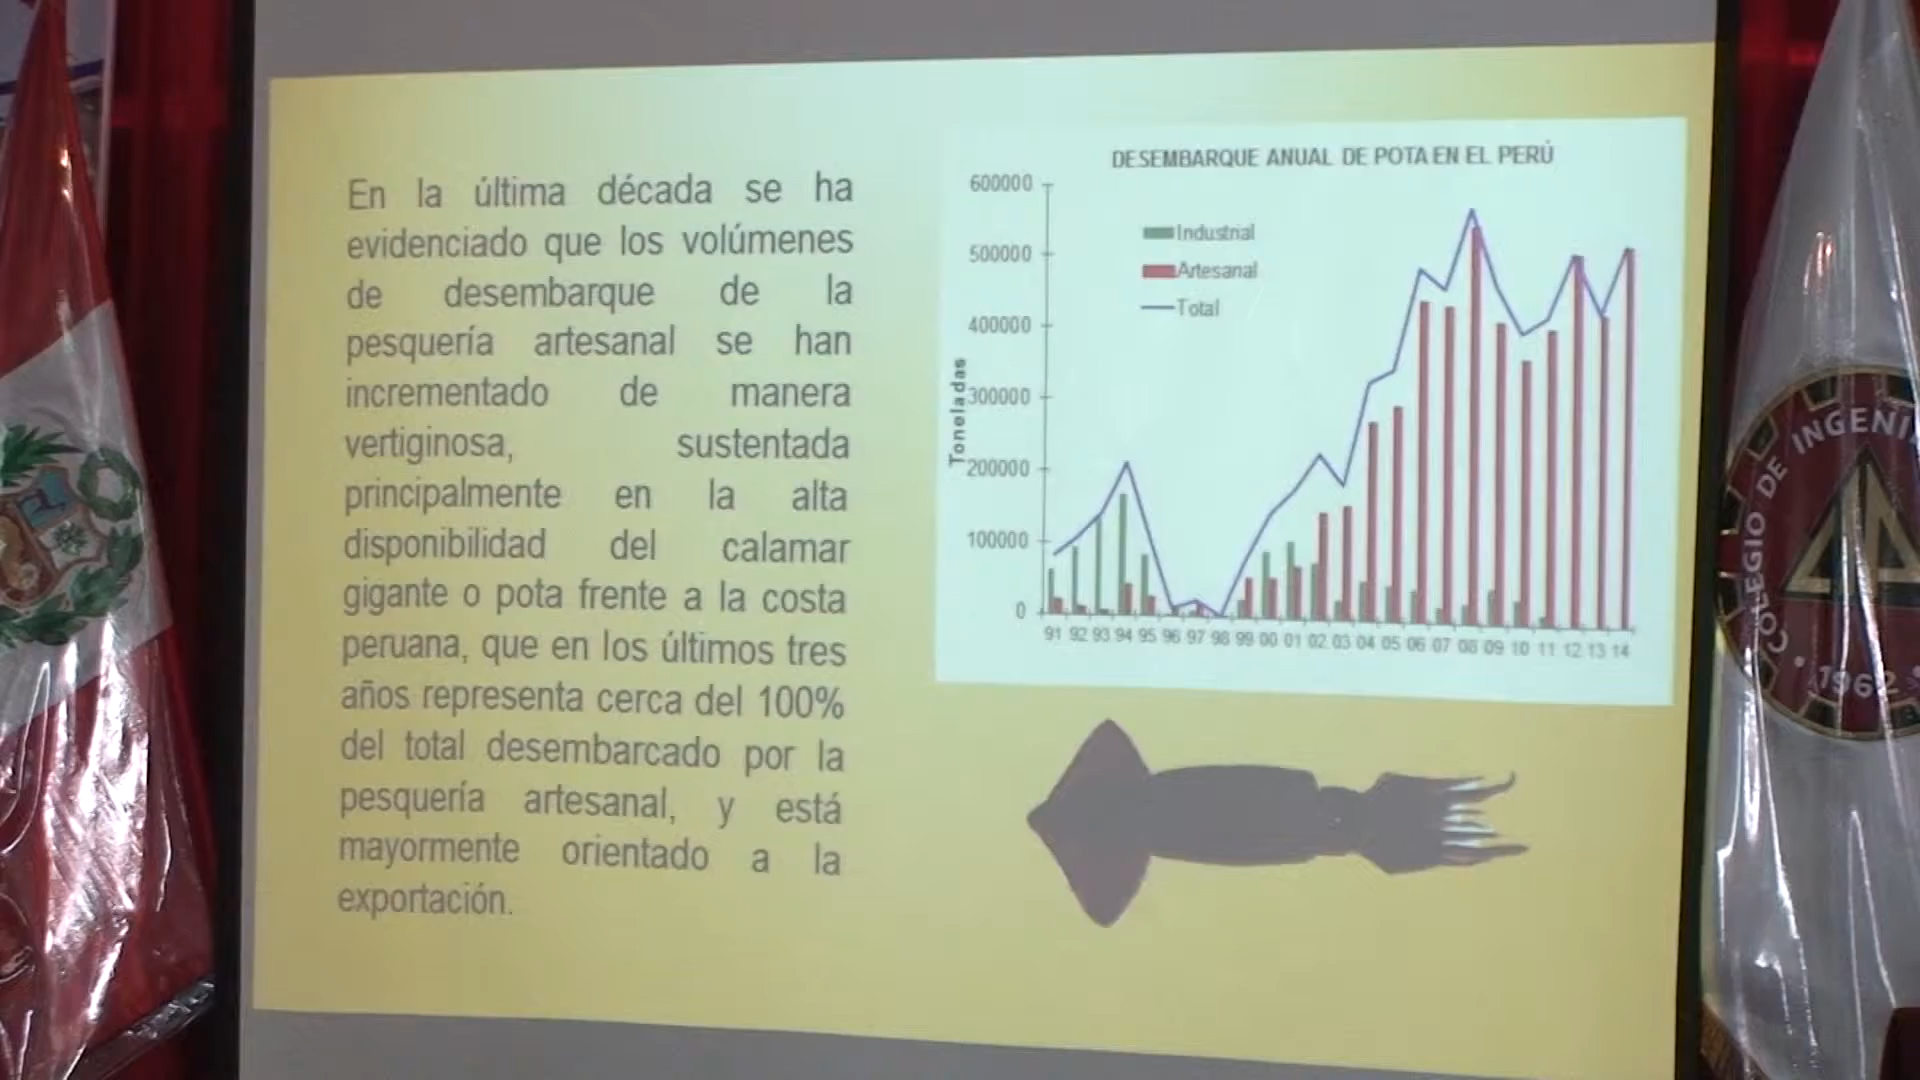 En la última década se ha
evidenciado que los volúmenes
de desembarque de la
pesquería artesanal se han
incrementado de manera
vertiginosa, sustentada
principalmente en la alta
disponibilidad del calamar
gigante o pota frente a la costa
peruana, que en los últimos tres
años representa cerca del 100%
del total desembarcado por la
pesquería artesanal, y está
mayormente orientado a la
exportación.
DESEMBARQUE ANUAL DE POTA EN EL PERÚ
Industrial
Artesanal
Total
Toneladas
600000
500000
400000
300000
200000
100000
0
91 92 93 94 95 96 97 98 99 00 01 02 03 04 05 06 07 08 09 10 11 12 13 14
COLEGIO DE
1962